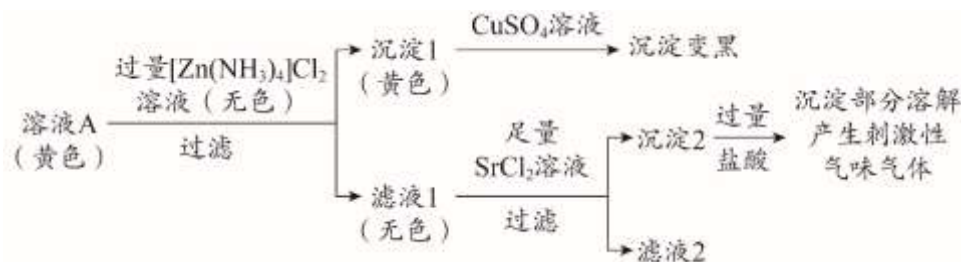 溶液A
(黄色)
过量[Zn(NH₃)₄]Cl₂
溶液(无色)
过滤
沉淀1
(黄色)
CuSO₄溶液
沉淀变黑
滤液1
(无色)
足量
SrCl₂溶液
过滤
沉淀2
过量
盐酸
沉淀部分溶解
产生刺激性
气味气体
滤液2